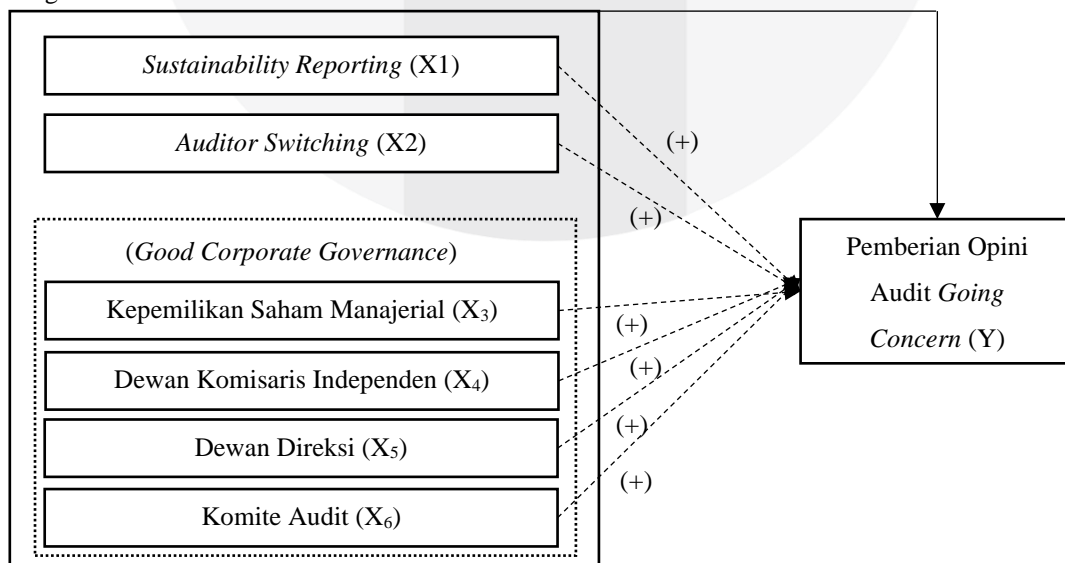 Sustainability Reporting (X1)
Auditor Switching (X2)
(+)
(+)
(Good Corporate Governance)
Pemberian Opini
Audit Going
Concern (Y)
Kepemilikan Saham Manajerial (X₃)
(+)
Dewan Komisaris Independen (X₄)
(+)
Dewan Direksi (X₅)
(+)
Komite Audit (X₆)
(+)